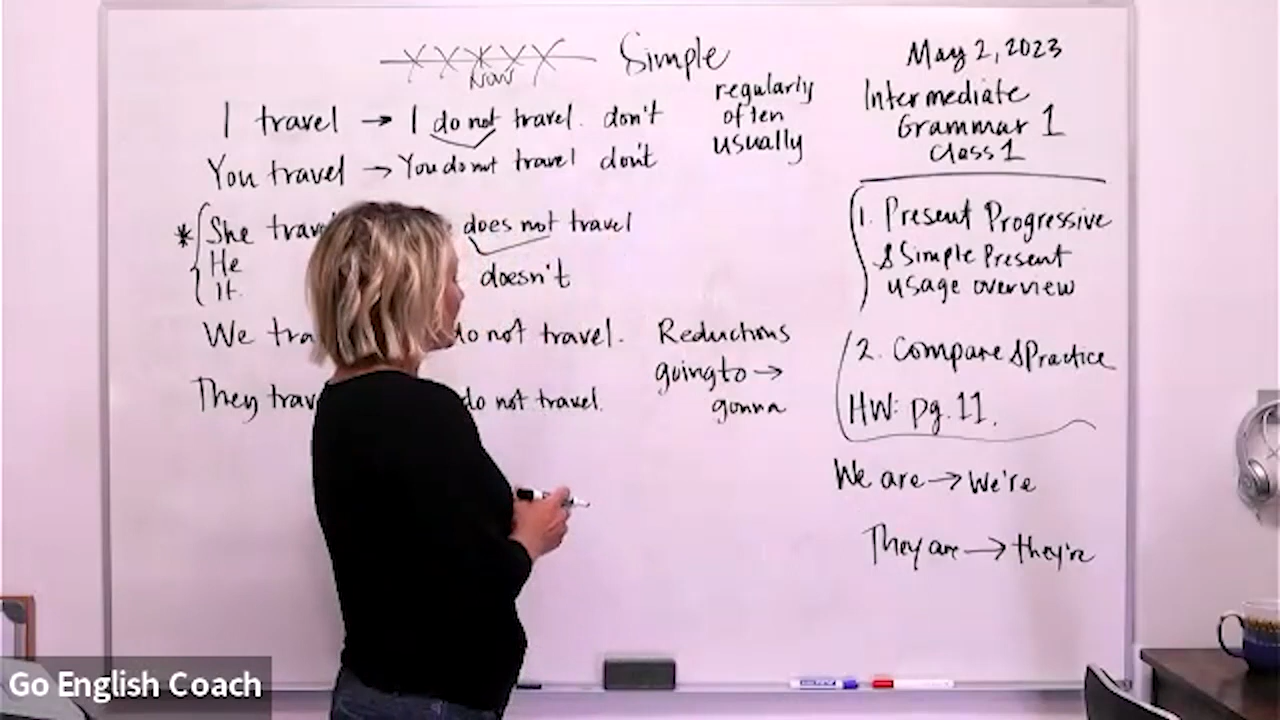 Simple
Now
I travel → I do not travel. don't
You travel → You do not travel don't
* She does not travel
He
It.
doesn't
We do not travel.
They do not travel.
regularly
often
usually
Reductions
going to →
gonna
May 2, 2023
Intermediate
Grammar 1
Class 1
1. Present Progressive
& Simple Present
usage overview
2. Compare & Practice
HW: pg. 11.
We are → We're
They are → they're
Go English Coach